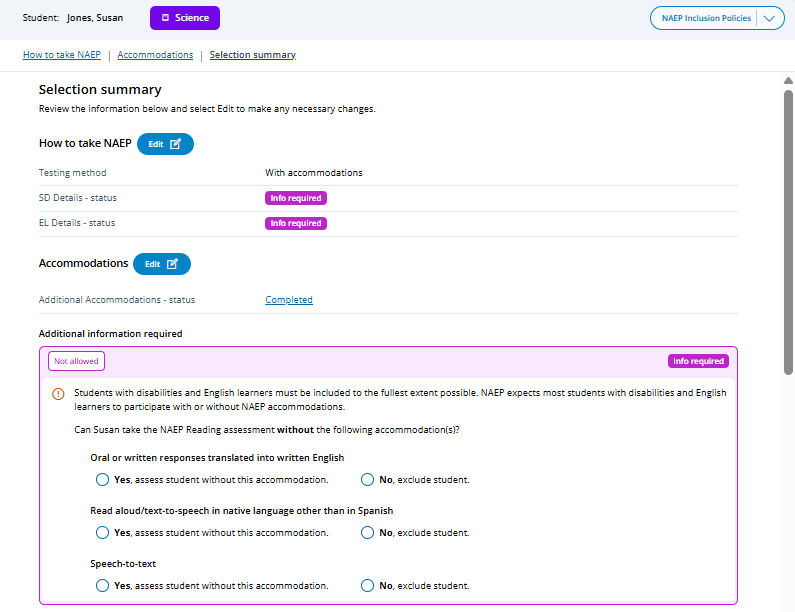 Student: Jones, Susan
Science
NAEP Inclusion Policies
How to take NAEP | Accommodations | Selection summary
Selection summary
Review the information below and select Edit to make any necessary changes.
How to take NAEP Edit
Testing method With accommodations
SD Details - status Info required
EL Details - status Info required
Accommodations Edit
Additional Accommodations - status Completed
Additional information required
Not allowed Info required
Students with disabilities and English learners must be included to the fullest extent possible. NAEP expects most students with disabilities and English
learners to participate with or without NAEP accommodations.
Can Susan take the NAEP Reading assessment without the following accommodation(s)?
Oral or written responses translated into written English
Yes, assess student without this accommodation. No, exclude student.
Read aloud/text-to-speech in native language other than in Spanish
Yes, assess student without this accommodation. No, exclude student.
Speech-to-text
Yes, assess student without this accommodation. No, exclude student.